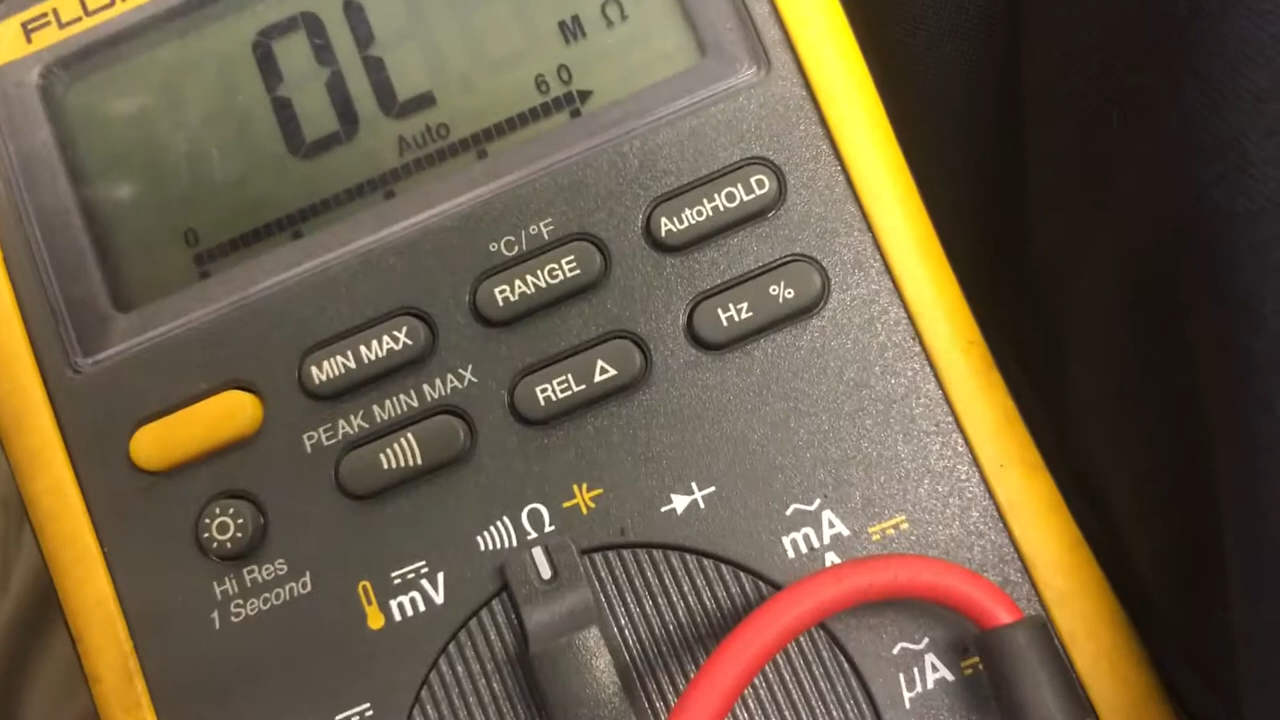 OL
M Ω
60
Auto
0
AutoHOLD
°C/°F
RANGE
Hz %
MIN MAX
REL Δ
PEAK MIN MAX
Hi Res
1 Second
Ω
mV
mA
A
µA